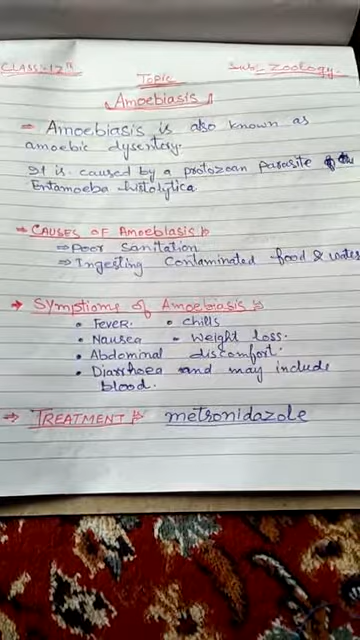 CLASS:-12th Sub:- Zoology.
Topic
Amoebiasis
⇒ Amoebiasis is also known as
amoebic dysentery.
It is caused by a protozoan parasite
Entamoeba histolytica
→ CAUSES OF AMOEBIASIS
⇒ Poor Sanitation
⇒ Ingesting Contaminated food & water
→ Symptioms of Amoebiasis
• Fever. • chills
• Nausea • Weight loss.
• Abdominal discomfort.
• Diarrhoea and may include
blood.
⇒ TREATMENT metronidazole